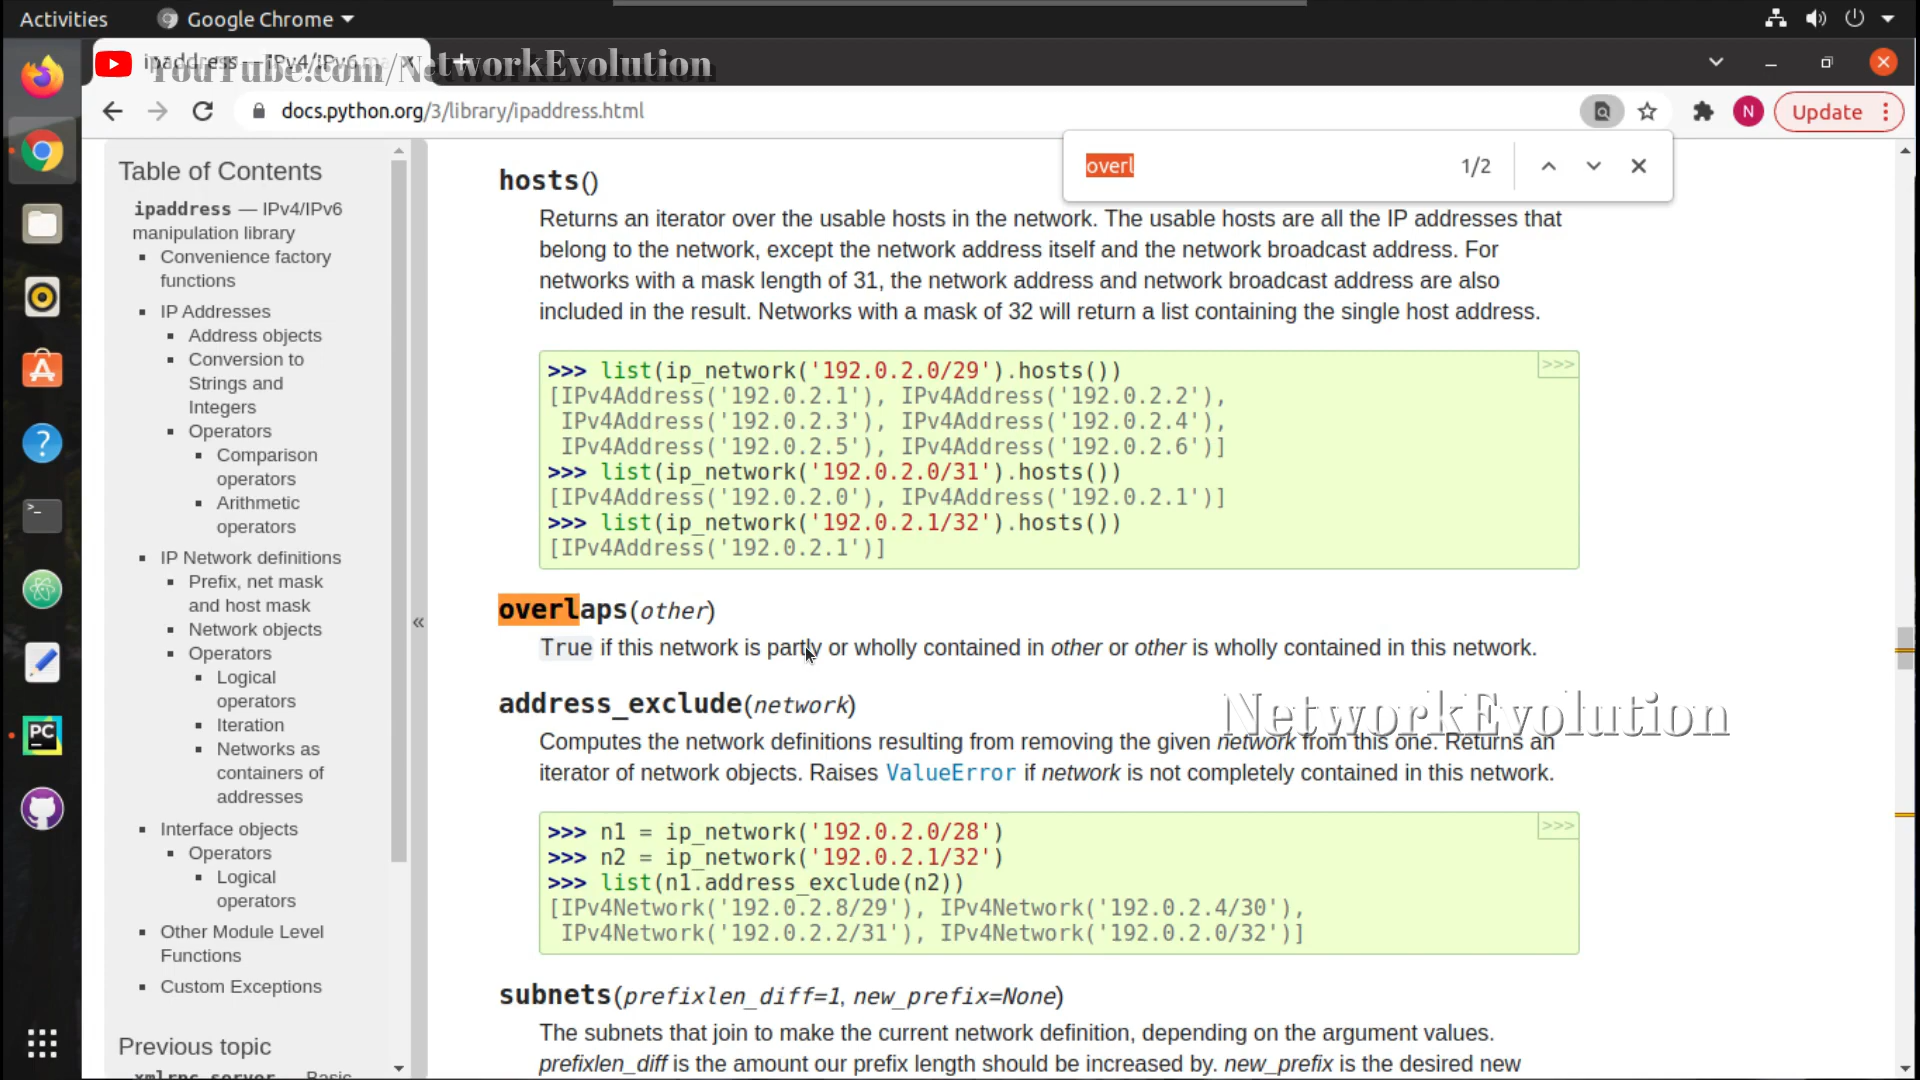 Activities
Google Chrome
ipaddress — IPv4/IPv6 ma
YouTube.com/NetworkEvolution
docs.python.org/3/library/ipaddress.html
N
Update
overl
1/2
Table of Contents
ipaddress — IPv4/IPv6
manipulation library
Convenience factory
functions
IP Addresses
Address objects
Conversion to
Strings and
Integers
Operators
Comparison
operators
Arithmetic
operators
IP Network definitions
Prefix, net mask
and host mask
Network objects
Operators
Logical
operators
Iteration
Networks as
containers of
addresses
Interface objects
Operators
Logical
operators
Other Module Level
Functions
Custom Exceptions
Previous topic
xmlrpc.server — Basic
«
hosts()
Returns an iterator over the usable hosts in the network. The usable hosts are all the IP addresses that
belong to the network, except the network address itself and the network broadcast address. For
networks with a mask length of 31, the network address and network broadcast address are also
included in the result. Networks with a mask of 32 will return a list containing the single host address.
>>>
>>> list(ip_network('192.0.2.0/29').hosts())
[IPv4Address('192.0.2.1'), IPv4Address('192.0.2.2'),
IPv4Address('192.0.2.3'), IPv4Address('192.0.2.4'),
IPv4Address('192.0.2.5'), IPv4Address('192.0.2.6')]
>>> list(ip_network('192.0.2.0/31').hosts())
[IPv4Address('192.0.2.0'), IPv4Address('192.0.2.1')]
>>> list(ip_network('192.0.2.1/32').hosts())
[IPv4Address('192.0.2.1')]
overlaps(other)
True if this network is partly or wholly contained in other or other is wholly contained in this network.
address_exclude(network)
NetworkEvolution
Computes the network definitions resulting from removing the given network from this one. Returns an
iterator of network objects. Raises ValueError if network is not completely contained in this network.
>>>
>>> n1 = ip_network('192.0.2.0/28')
>>> n2 = ip_network('192.0.2.1/32')
>>> list(n1.address_exclude(n2))
[IPv4Network('192.0.2.8/29'), IPv4Network('192.0.2.4/30'),
IPv4Network('192.0.2.2/31'), IPv4Network('192.0.2.0/32')]
subnets(prefixlen_diff=1, new_prefix=None)
The subnets that join to make the current network definition, depending on the argument values.
prefixlen_diff is the amount our prefix length should be increased by. new_prefix is the desired new
PC